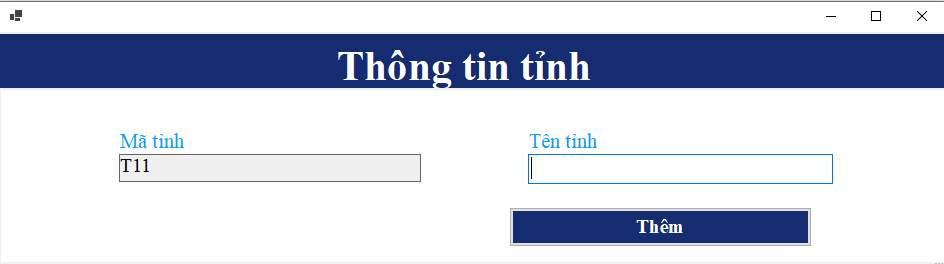 Thông tin tỉnh
Mã tỉnh
Tên tỉnh
T11
Thêm